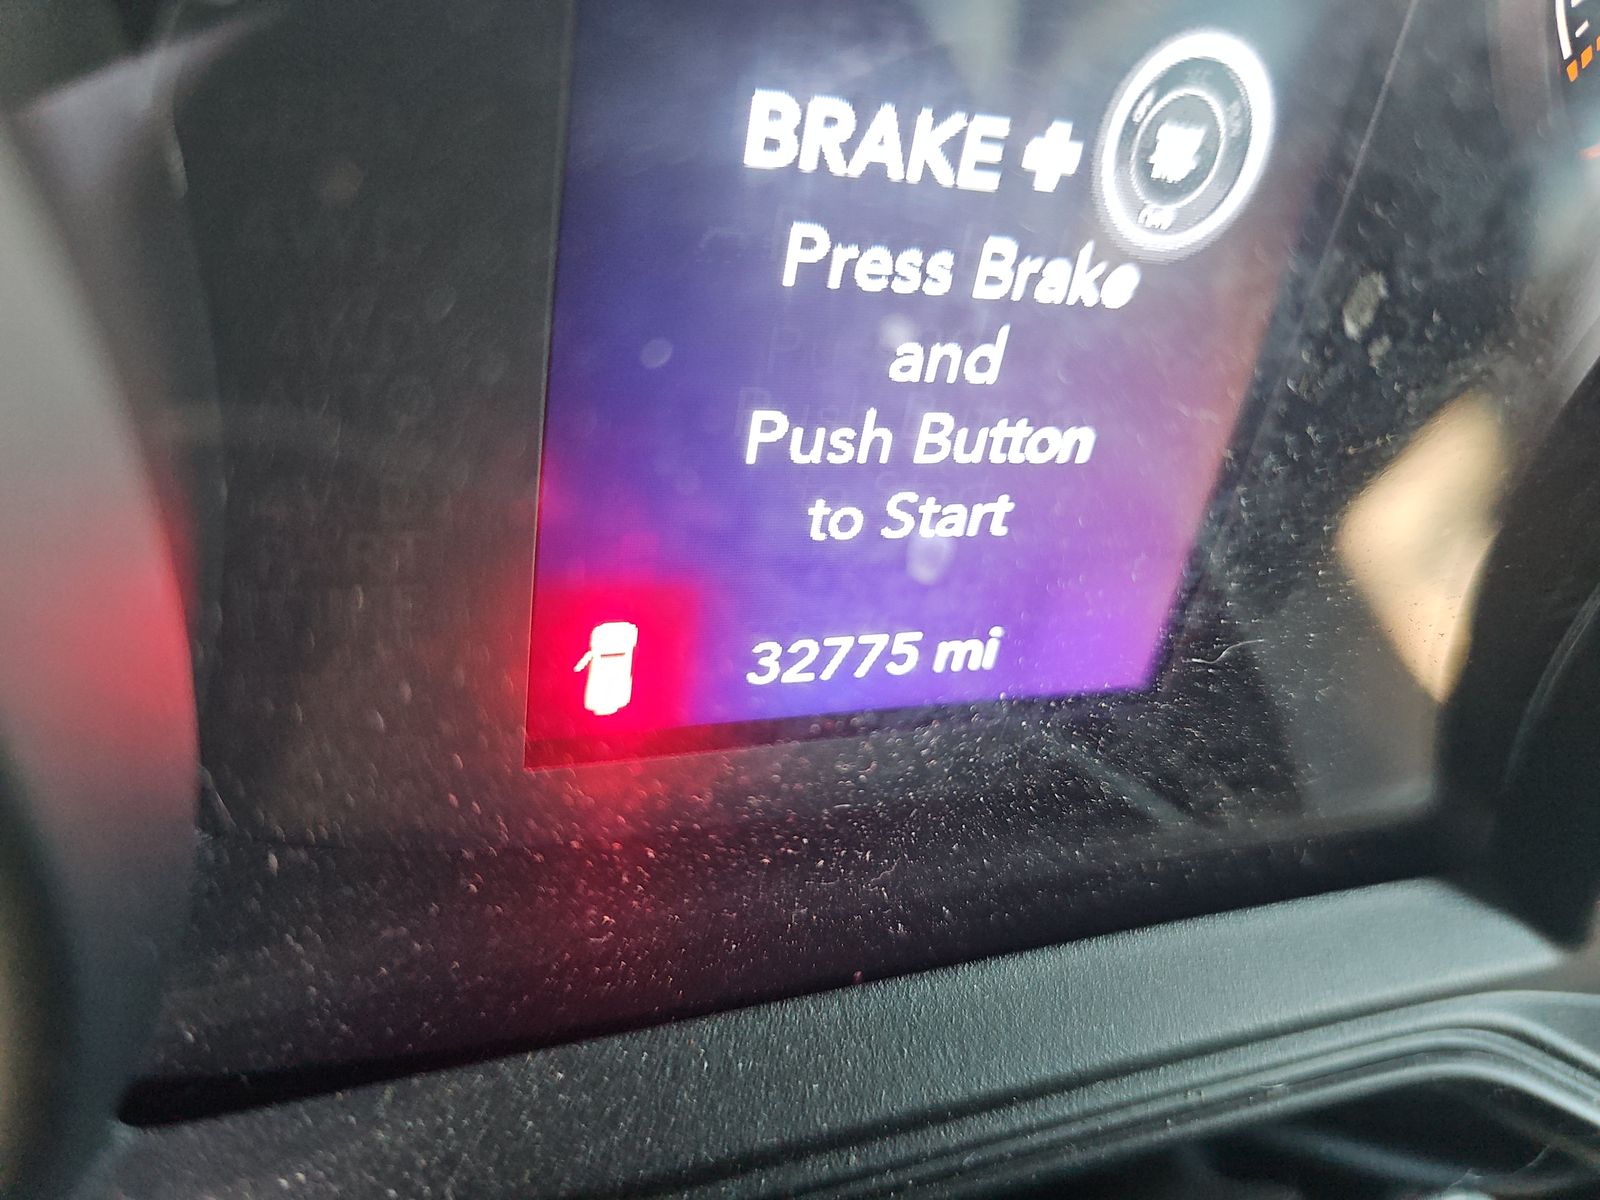 BRAKE +
Press Brake
and
Push Button
to Start
32775 mi